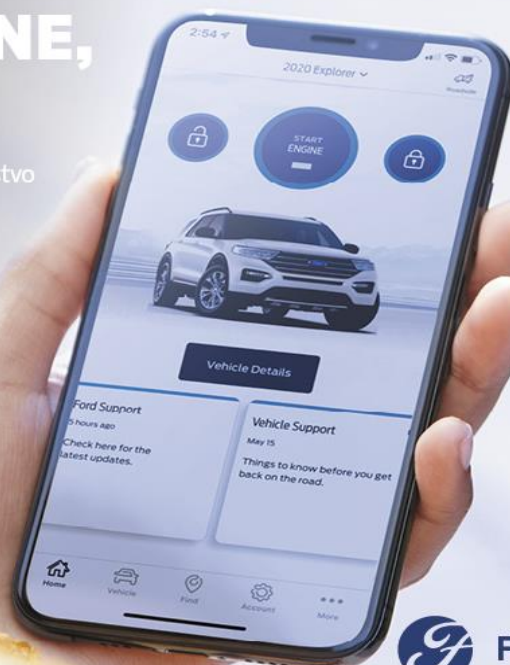 NE,
tvo
2:54
2020 Explorer
Roadside
START
ENGINE
Vehicle Details
Ford Support
5 hours ago
Check here for the
latest updates.
Vehicle Support
May 15
Things to know before you get
back on the road.
Home
Vehicle
Find
Account
More
F